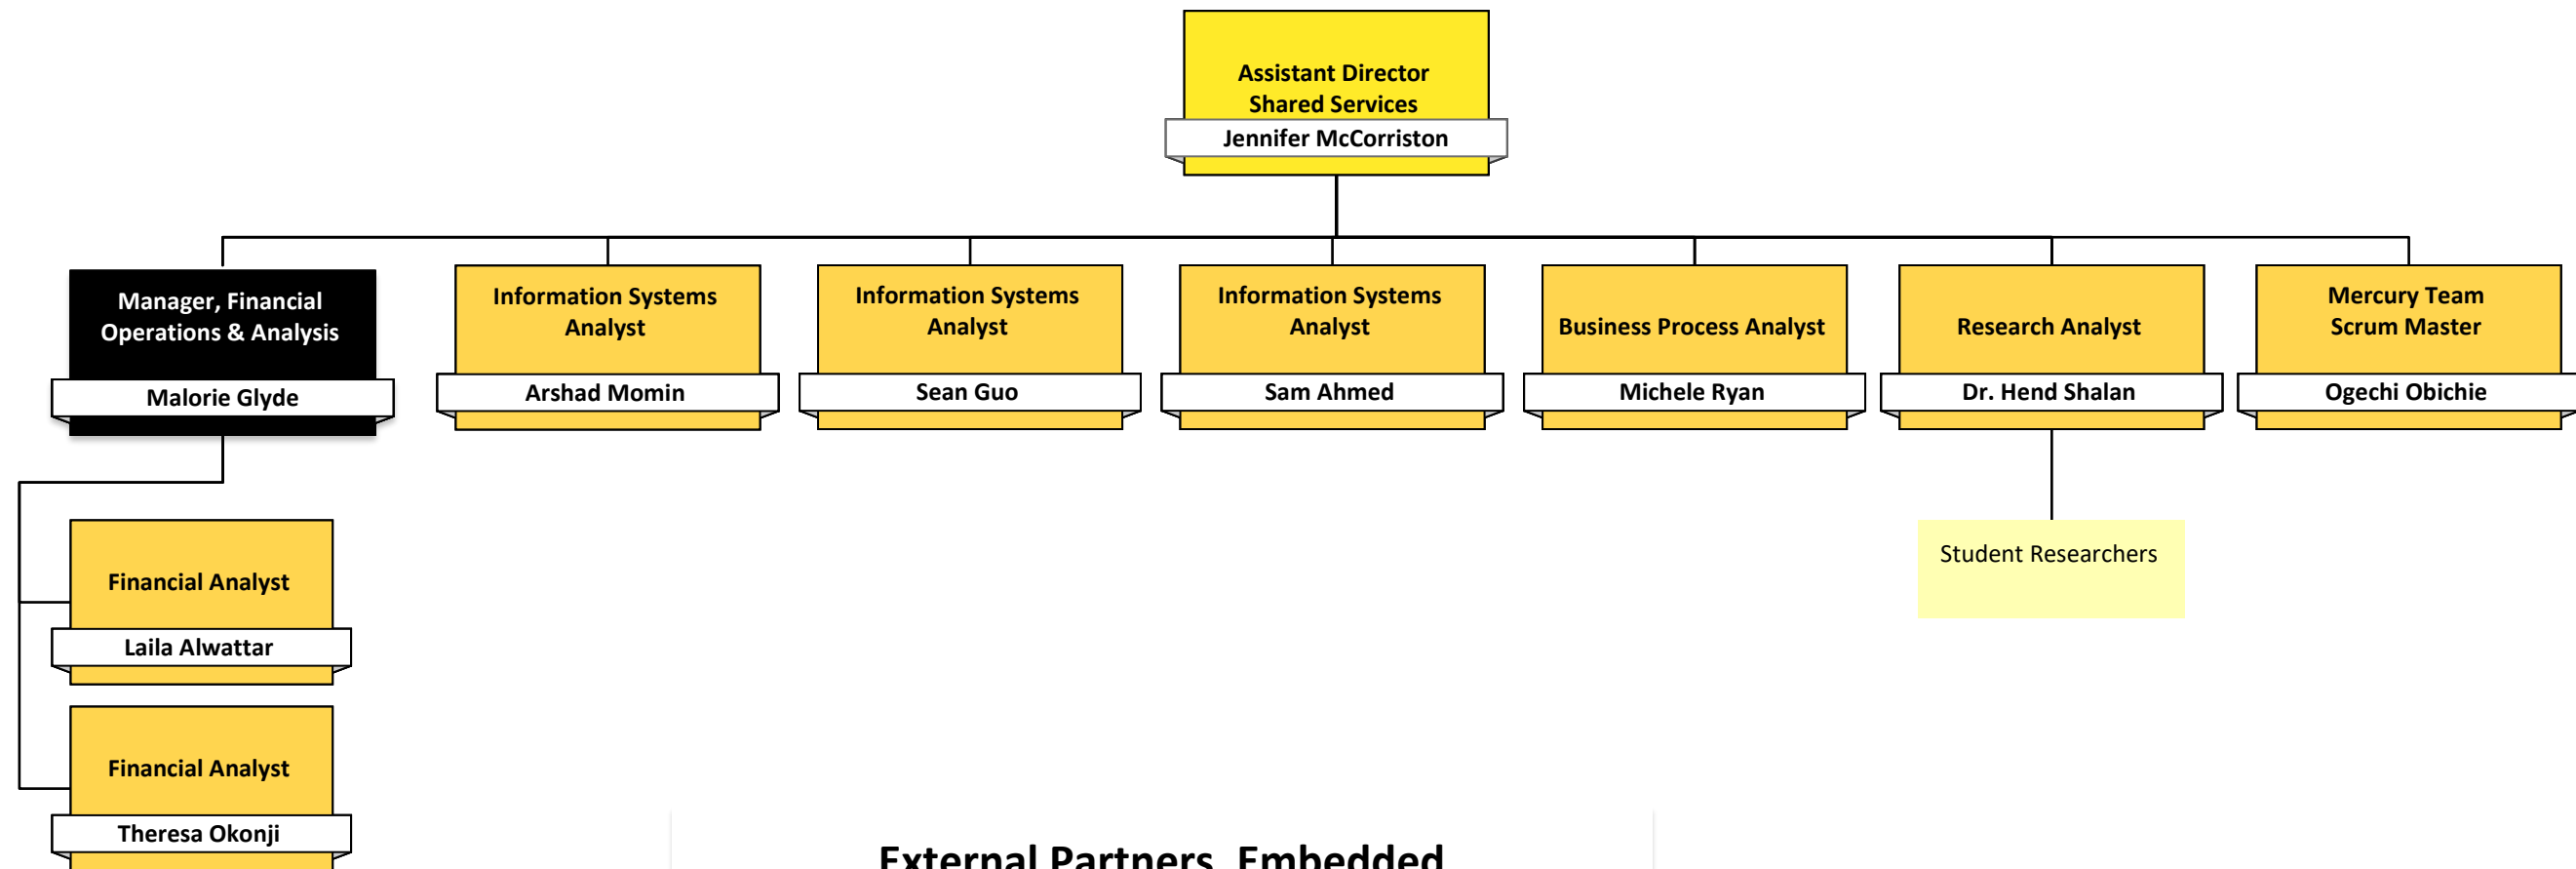 Assistant Director
Shared Services
Jennifer McCorriston
Manager, Financial
Operations & Analysis
Malorie Glyde
Information Systems
Analyst
Arshad Momin
Information Systems
Analyst
Sean Guo
Information Systems
Analyst
Sam Ahmed
Business Process Analyst
Michele Ryan
Research Analyst
Dr. Hend Shalan
Mercury Team
Scrum Master
Ogechi Obichie
Student Researchers
Financial Analyst
Laila Alwattar
Financial Analyst
Theresa Okonji
External Partners, Embedded